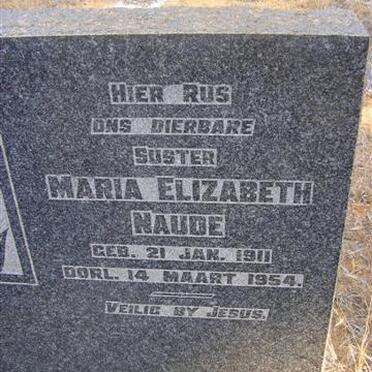 HIER RUS
ONS DIERBARE
SUSTER
MARIA ELIZABETH
NAUDE
GEB. 21 JAN. 1911
OORL. 14 MAART 1954.
VEILIG BY JESUS.